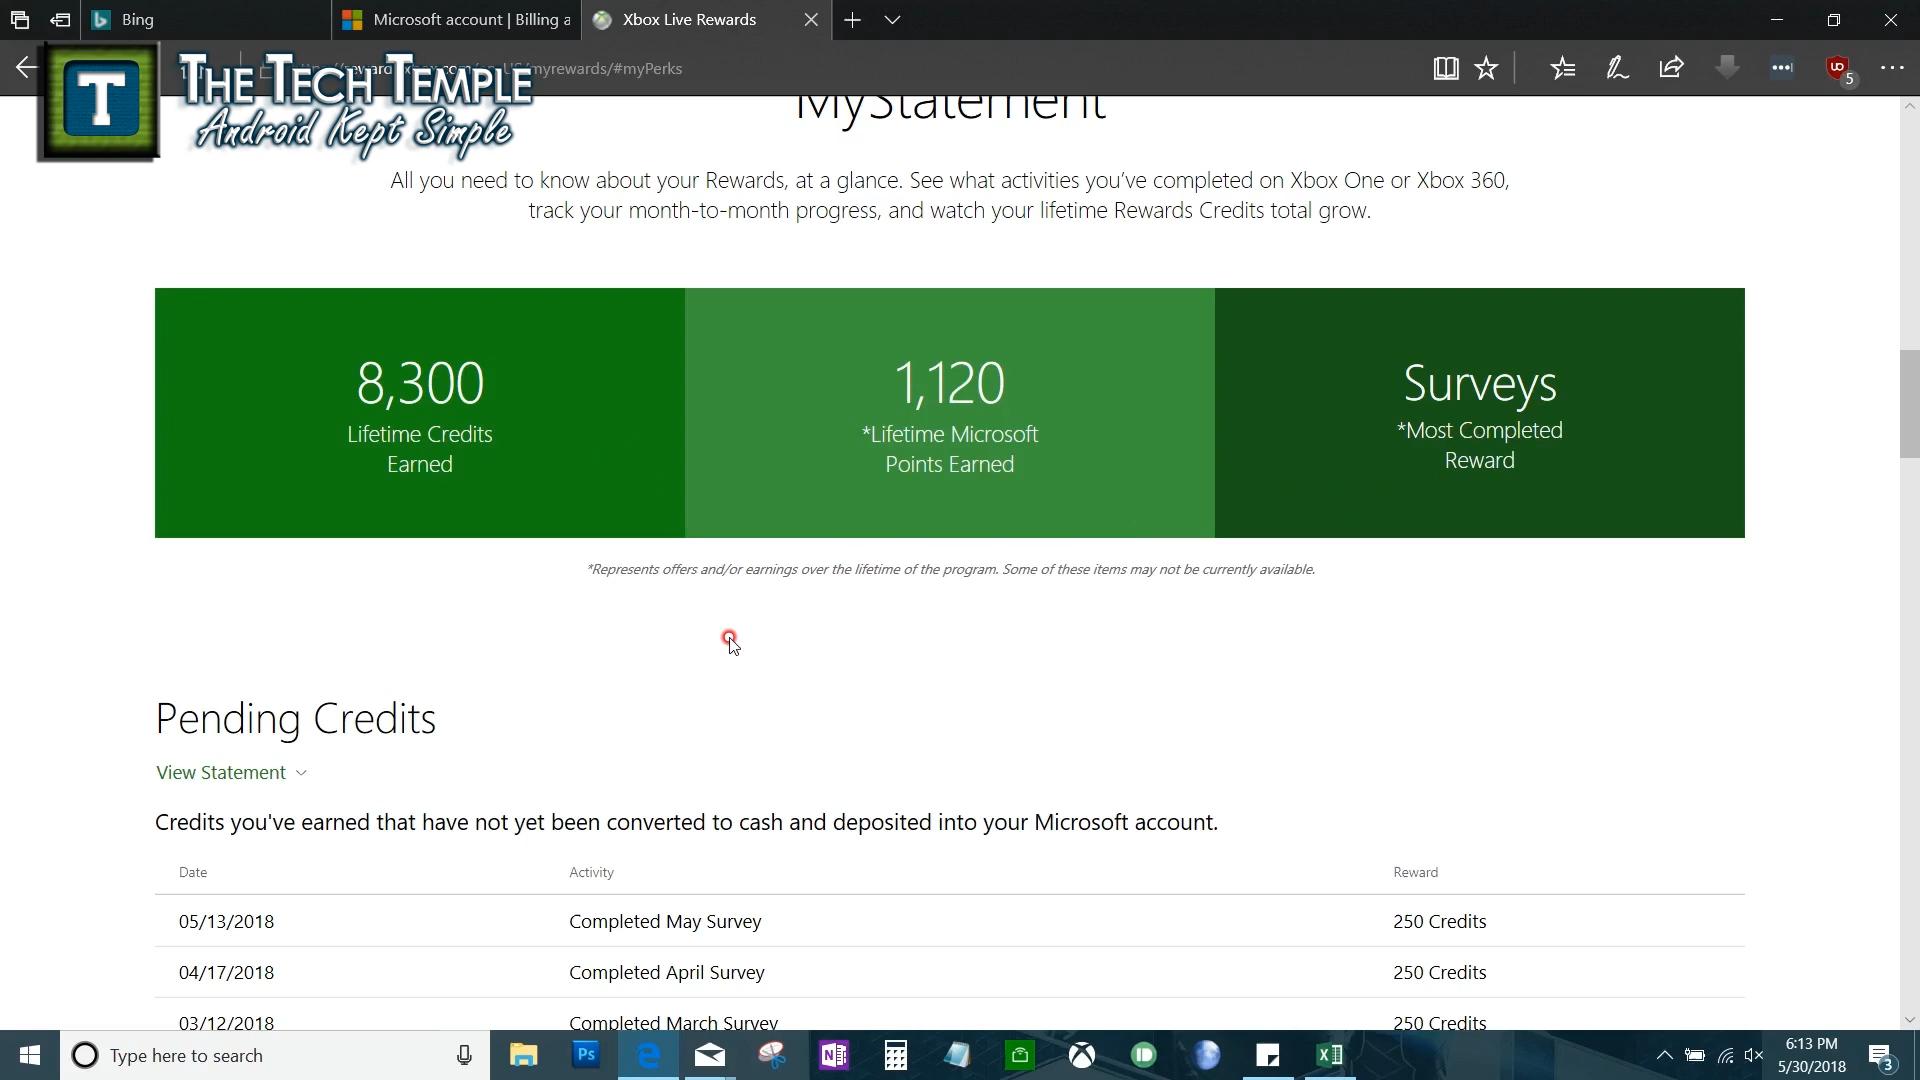 Bing
Microsoft account | Billing a
Xbox Live Rewards
myrewards/#myPerks
5
T
THE TECH TEMPLE
Android Kept Simple
MyStatement
All you need to know about your Rewards, at a glance. See what activities you've completed on Xbox One or Xbox 360,
track your month-to-month progress, and watch your lifetime Rewards Credits total grow.
8,300
Lifetime Credits
Earned
1,120
*Lifetime Microsoft
Points Earned
Surveys
*Most Completed
Reward
*Represents offers and/or earnings over the lifetime of the program. Some of these items may not be currently available.
Pending Credits
View Statement
Credits you've earned that have not yet been converted to cash and deposited into your Microsoft account.
Date Activity Reward
05/13/2018 Completed May Survey 250 Credits
04/17/2018 Completed April Survey 250 Credits
03/12/2018 Completed March Survey 250 Credits
Type here to search
Ps
6:13 PM
5/30/2018
3